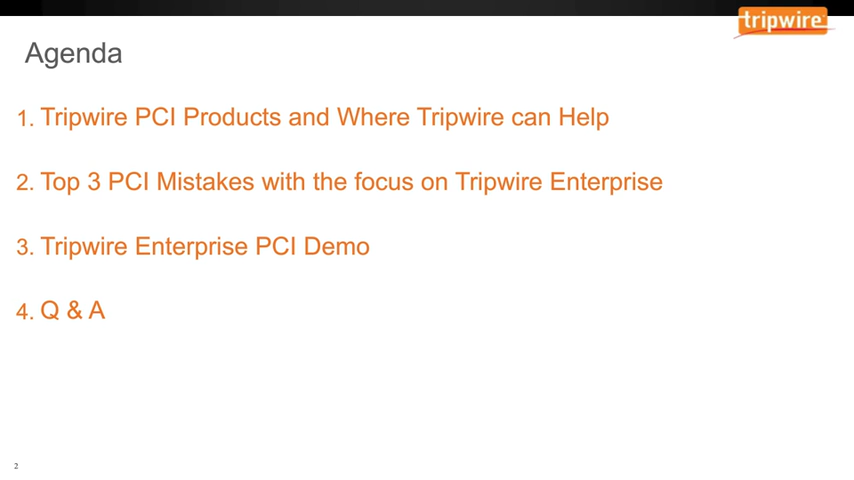 tripwire
Agenda
1. Tripwire PCI Products and Where Tripwire can Help
2. Top 3 PCI Mistakes with the focus on Tripwire Enterprise
3. Tripwire Enterprise PCI Demo
4. Q & A
2